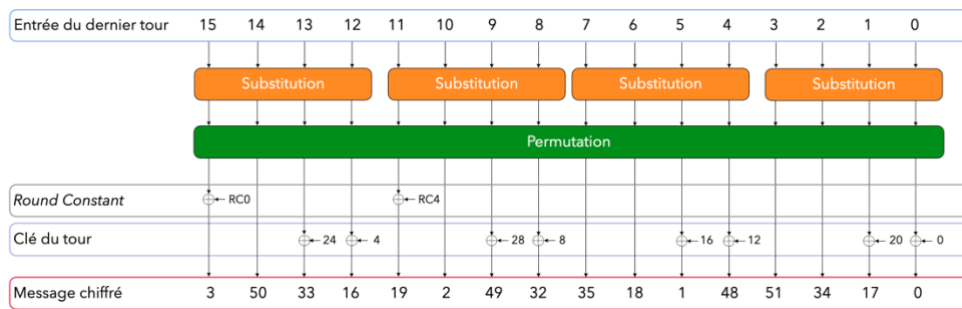 Entrée du dernier tour 15 14 13 12 11 10 9 8 7 6 5 4 3 2 1 0
Substitution Substitution Substitution Substitution
Permutation
Round Constant RC0 RC4
Clé du tour 24 4 28 8 16 12 20 0
Message chiffré 3 50 33 16 19 2 49 32 35 18 1 48 51 34 17 0